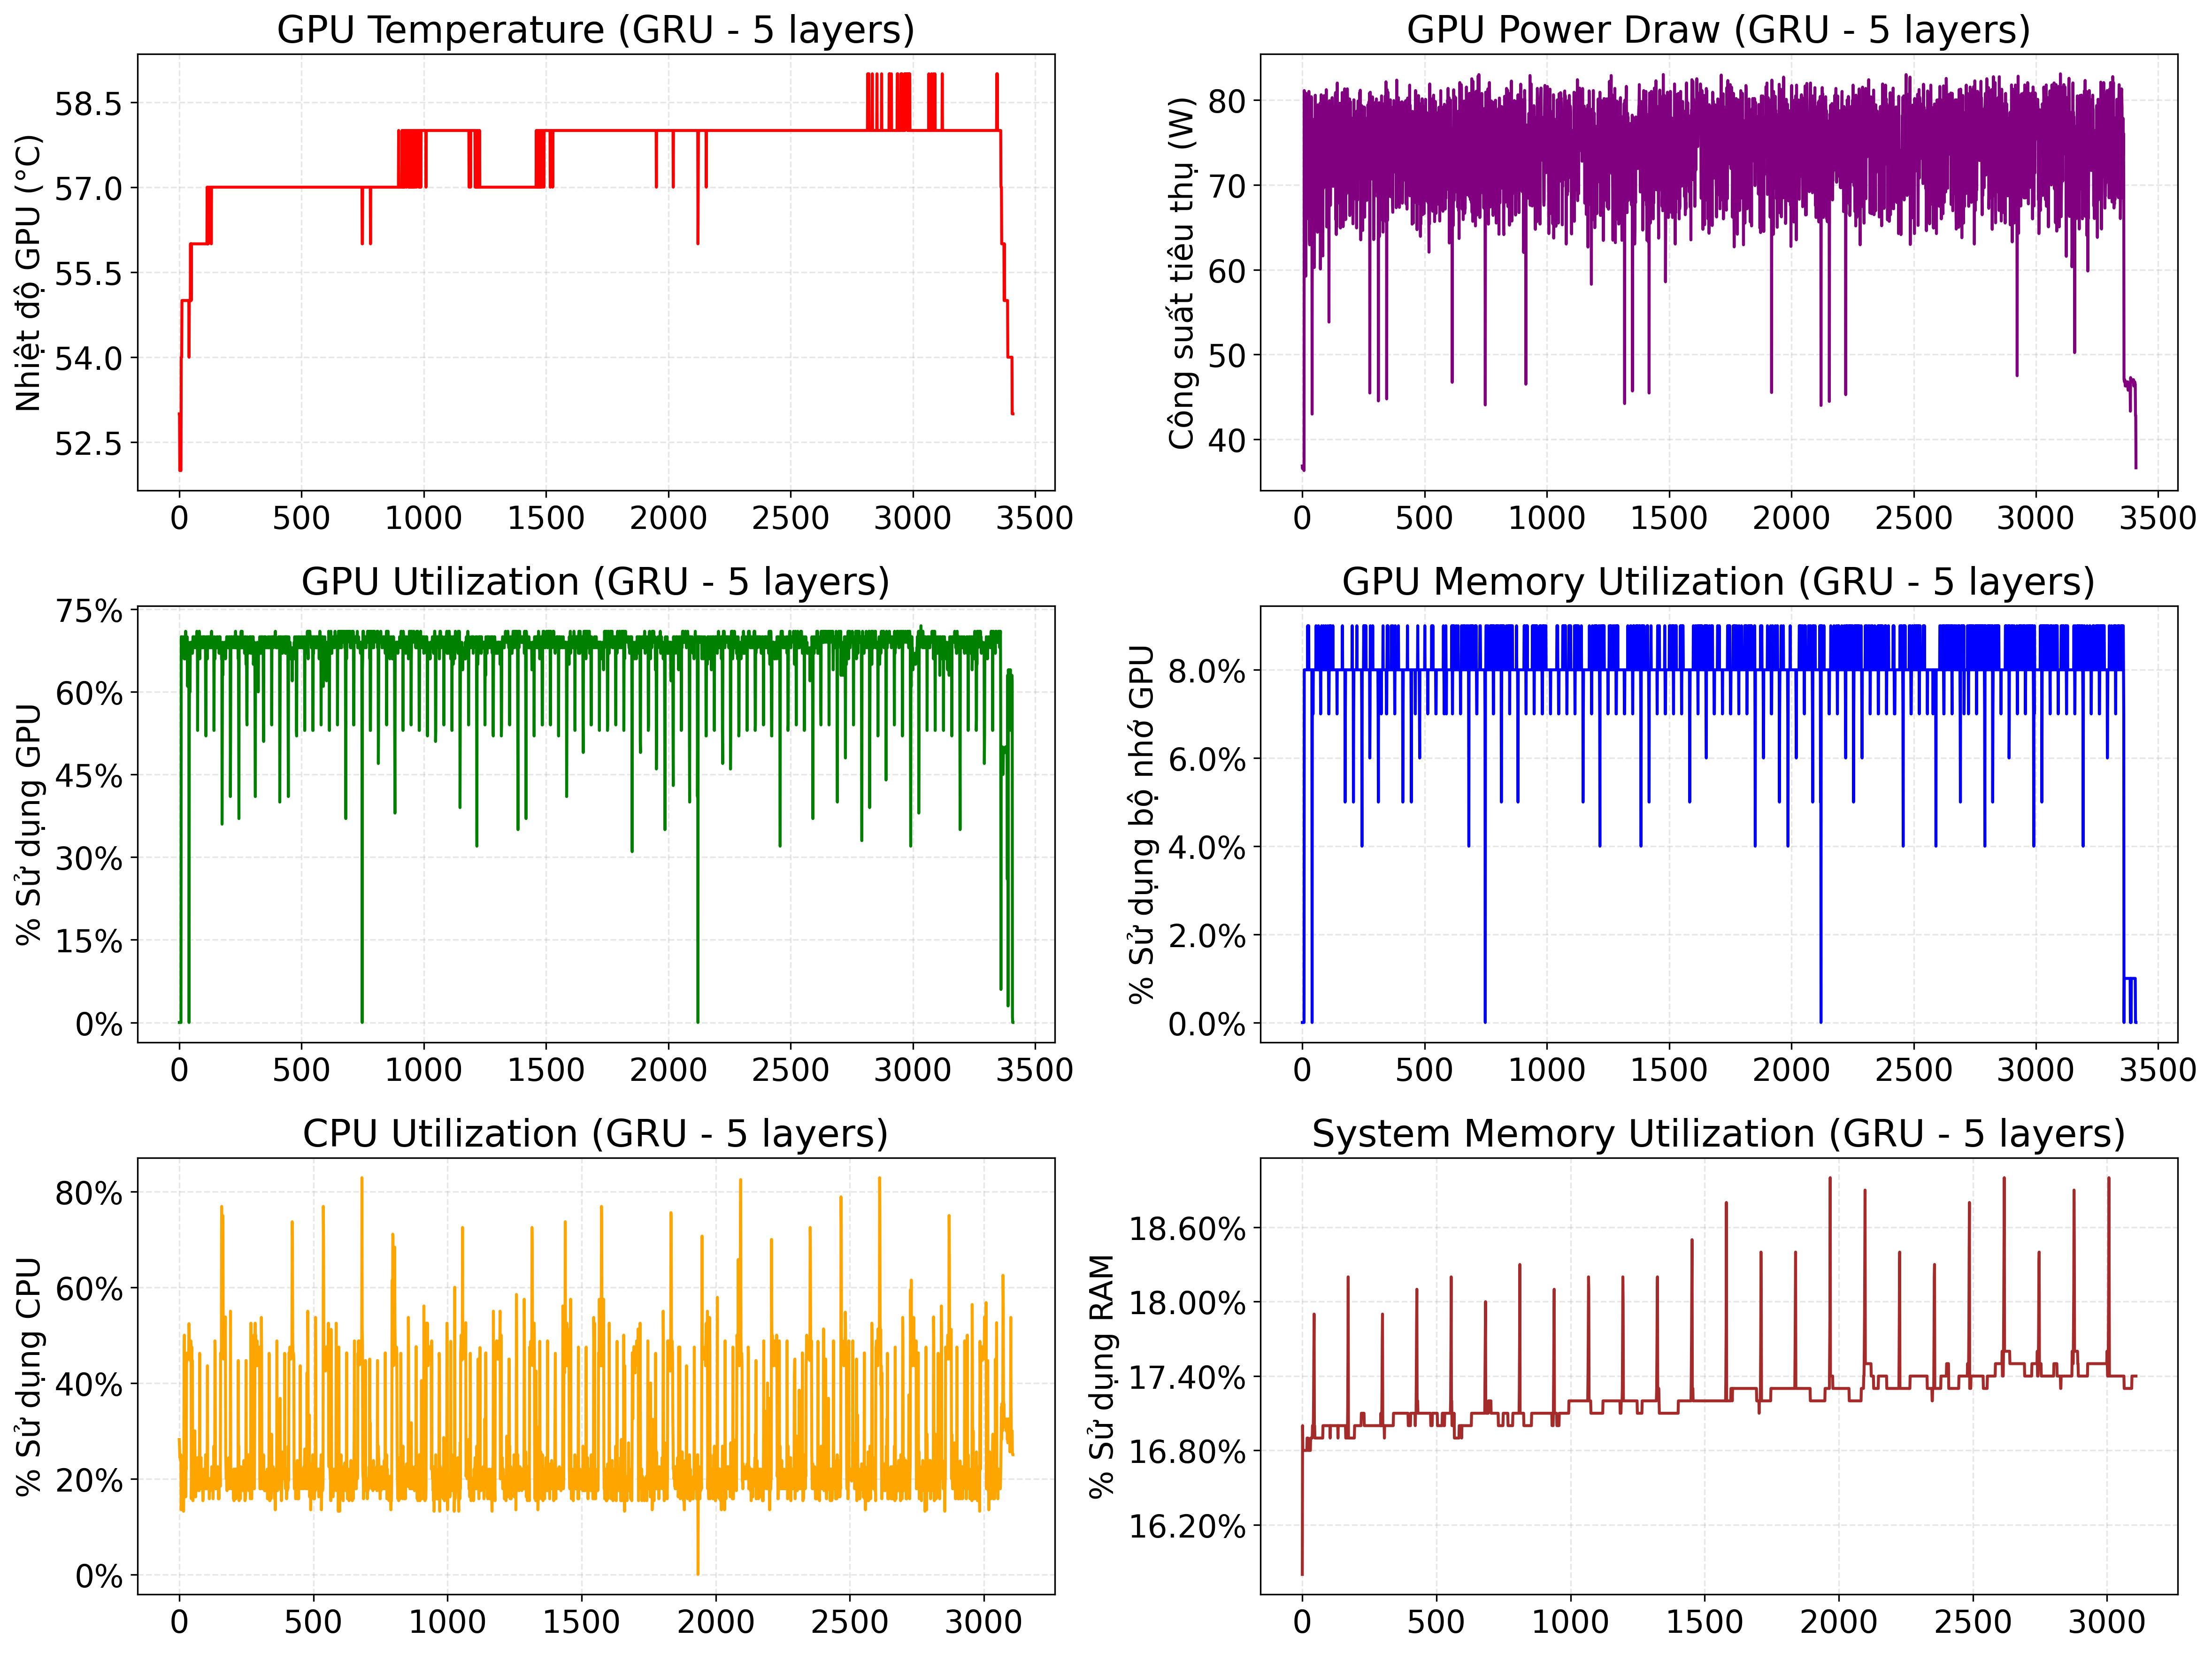 GPU Temperature (GRU - 5 layers)
Nhiệt độ GPU (°C)
58.5
57.0
55.5
54.0
52.5
0 500 1000 1500 2000 2500 3000 3500
GPU Power Draw (GRU - 5 layers)
Công suất tiêu thụ (W)
80
70
60
50
40
0 500 1000 1500 2000 2500 3000 3500
GPU Utilization (GRU - 5 layers)
% Sử dụng GPU
75%
60%
45%
30%
15%
0%
0 500 1000 1500 2000 2500 3000 3500
GPU Memory Utilization (GRU - 5 layers)
% Sử dụng bộ nhớ GPU
8.0%
6.0%
4.0%
2.0%
0.0%
0 500 1000 1500 2000 2500 3000 3500
CPU Utilization (GRU - 5 layers)
% Sử dụng CPU
80%
60%
40%
20%
0%
0 500 1000 1500 2000 2500 3000
System Memory Utilization (GRU - 5 layers)
% Sử dụng RAM
18.60%
18.00%
17.40%
16.80%
16.20%
0 500 1000 1500 2000 2500 3000